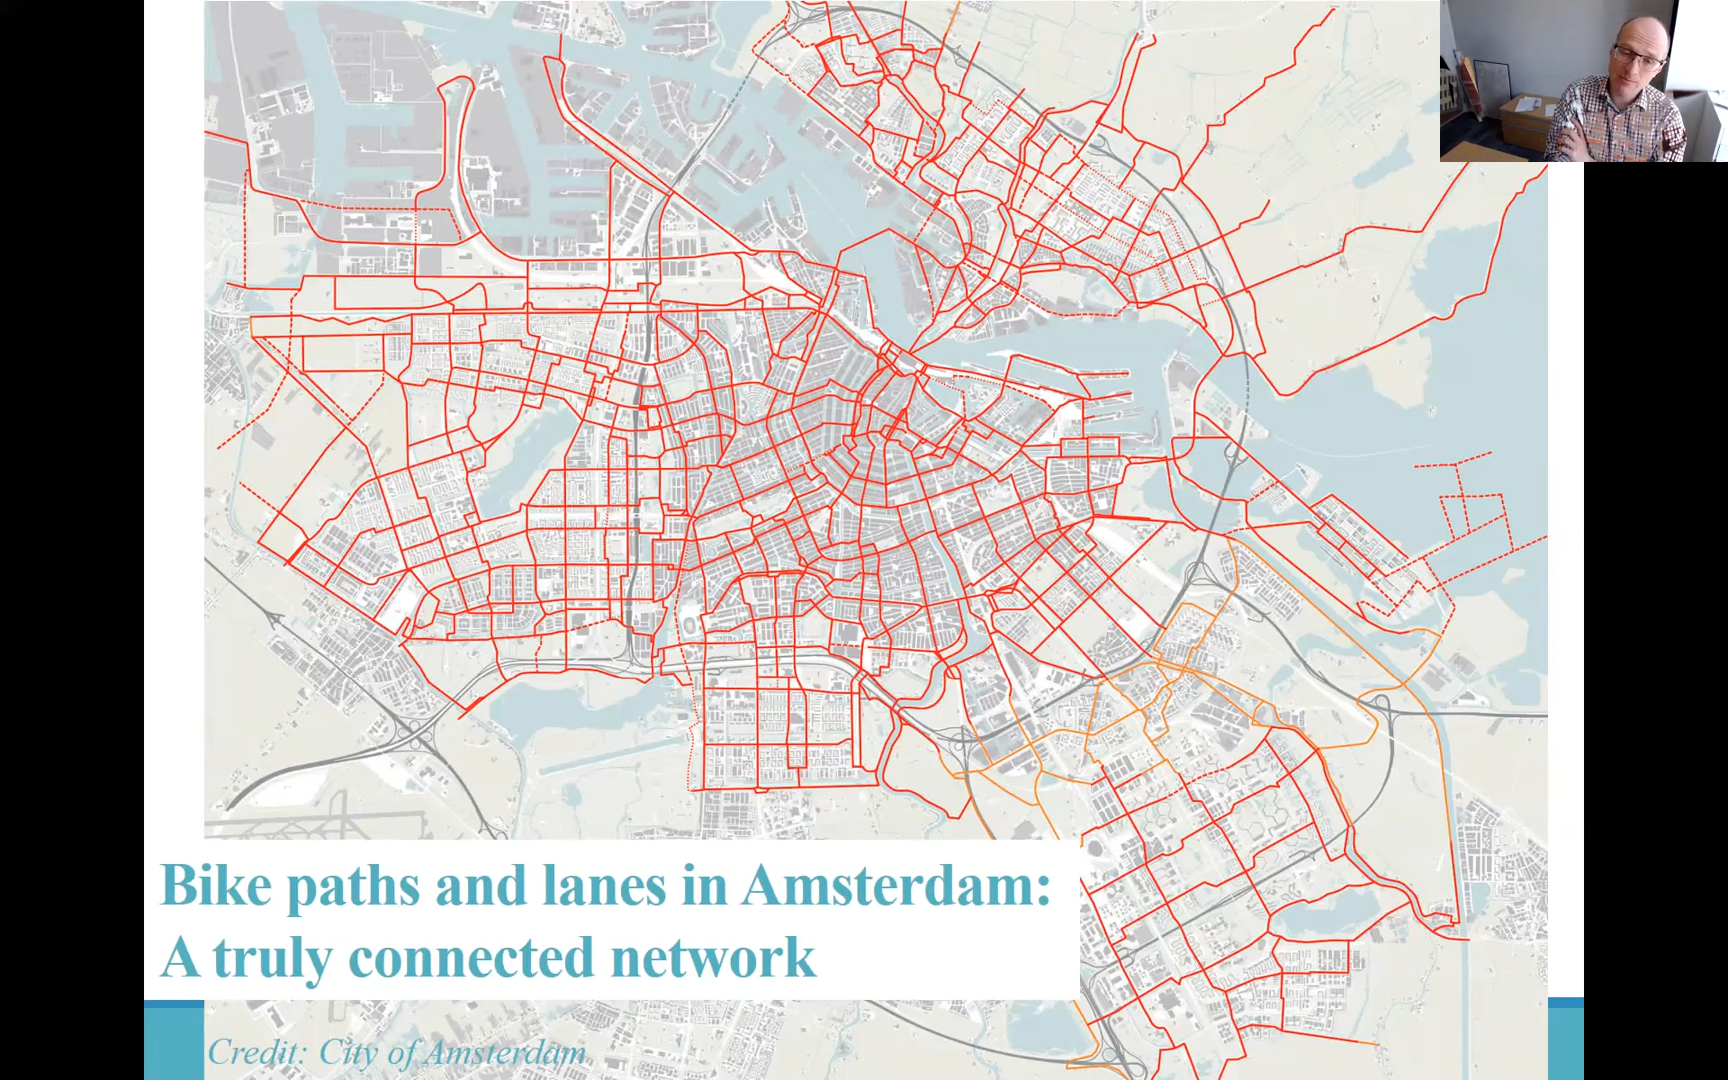 Bike paths and lanes in Amsterdam:
A truly connected network
Credit: City of Amsterdam